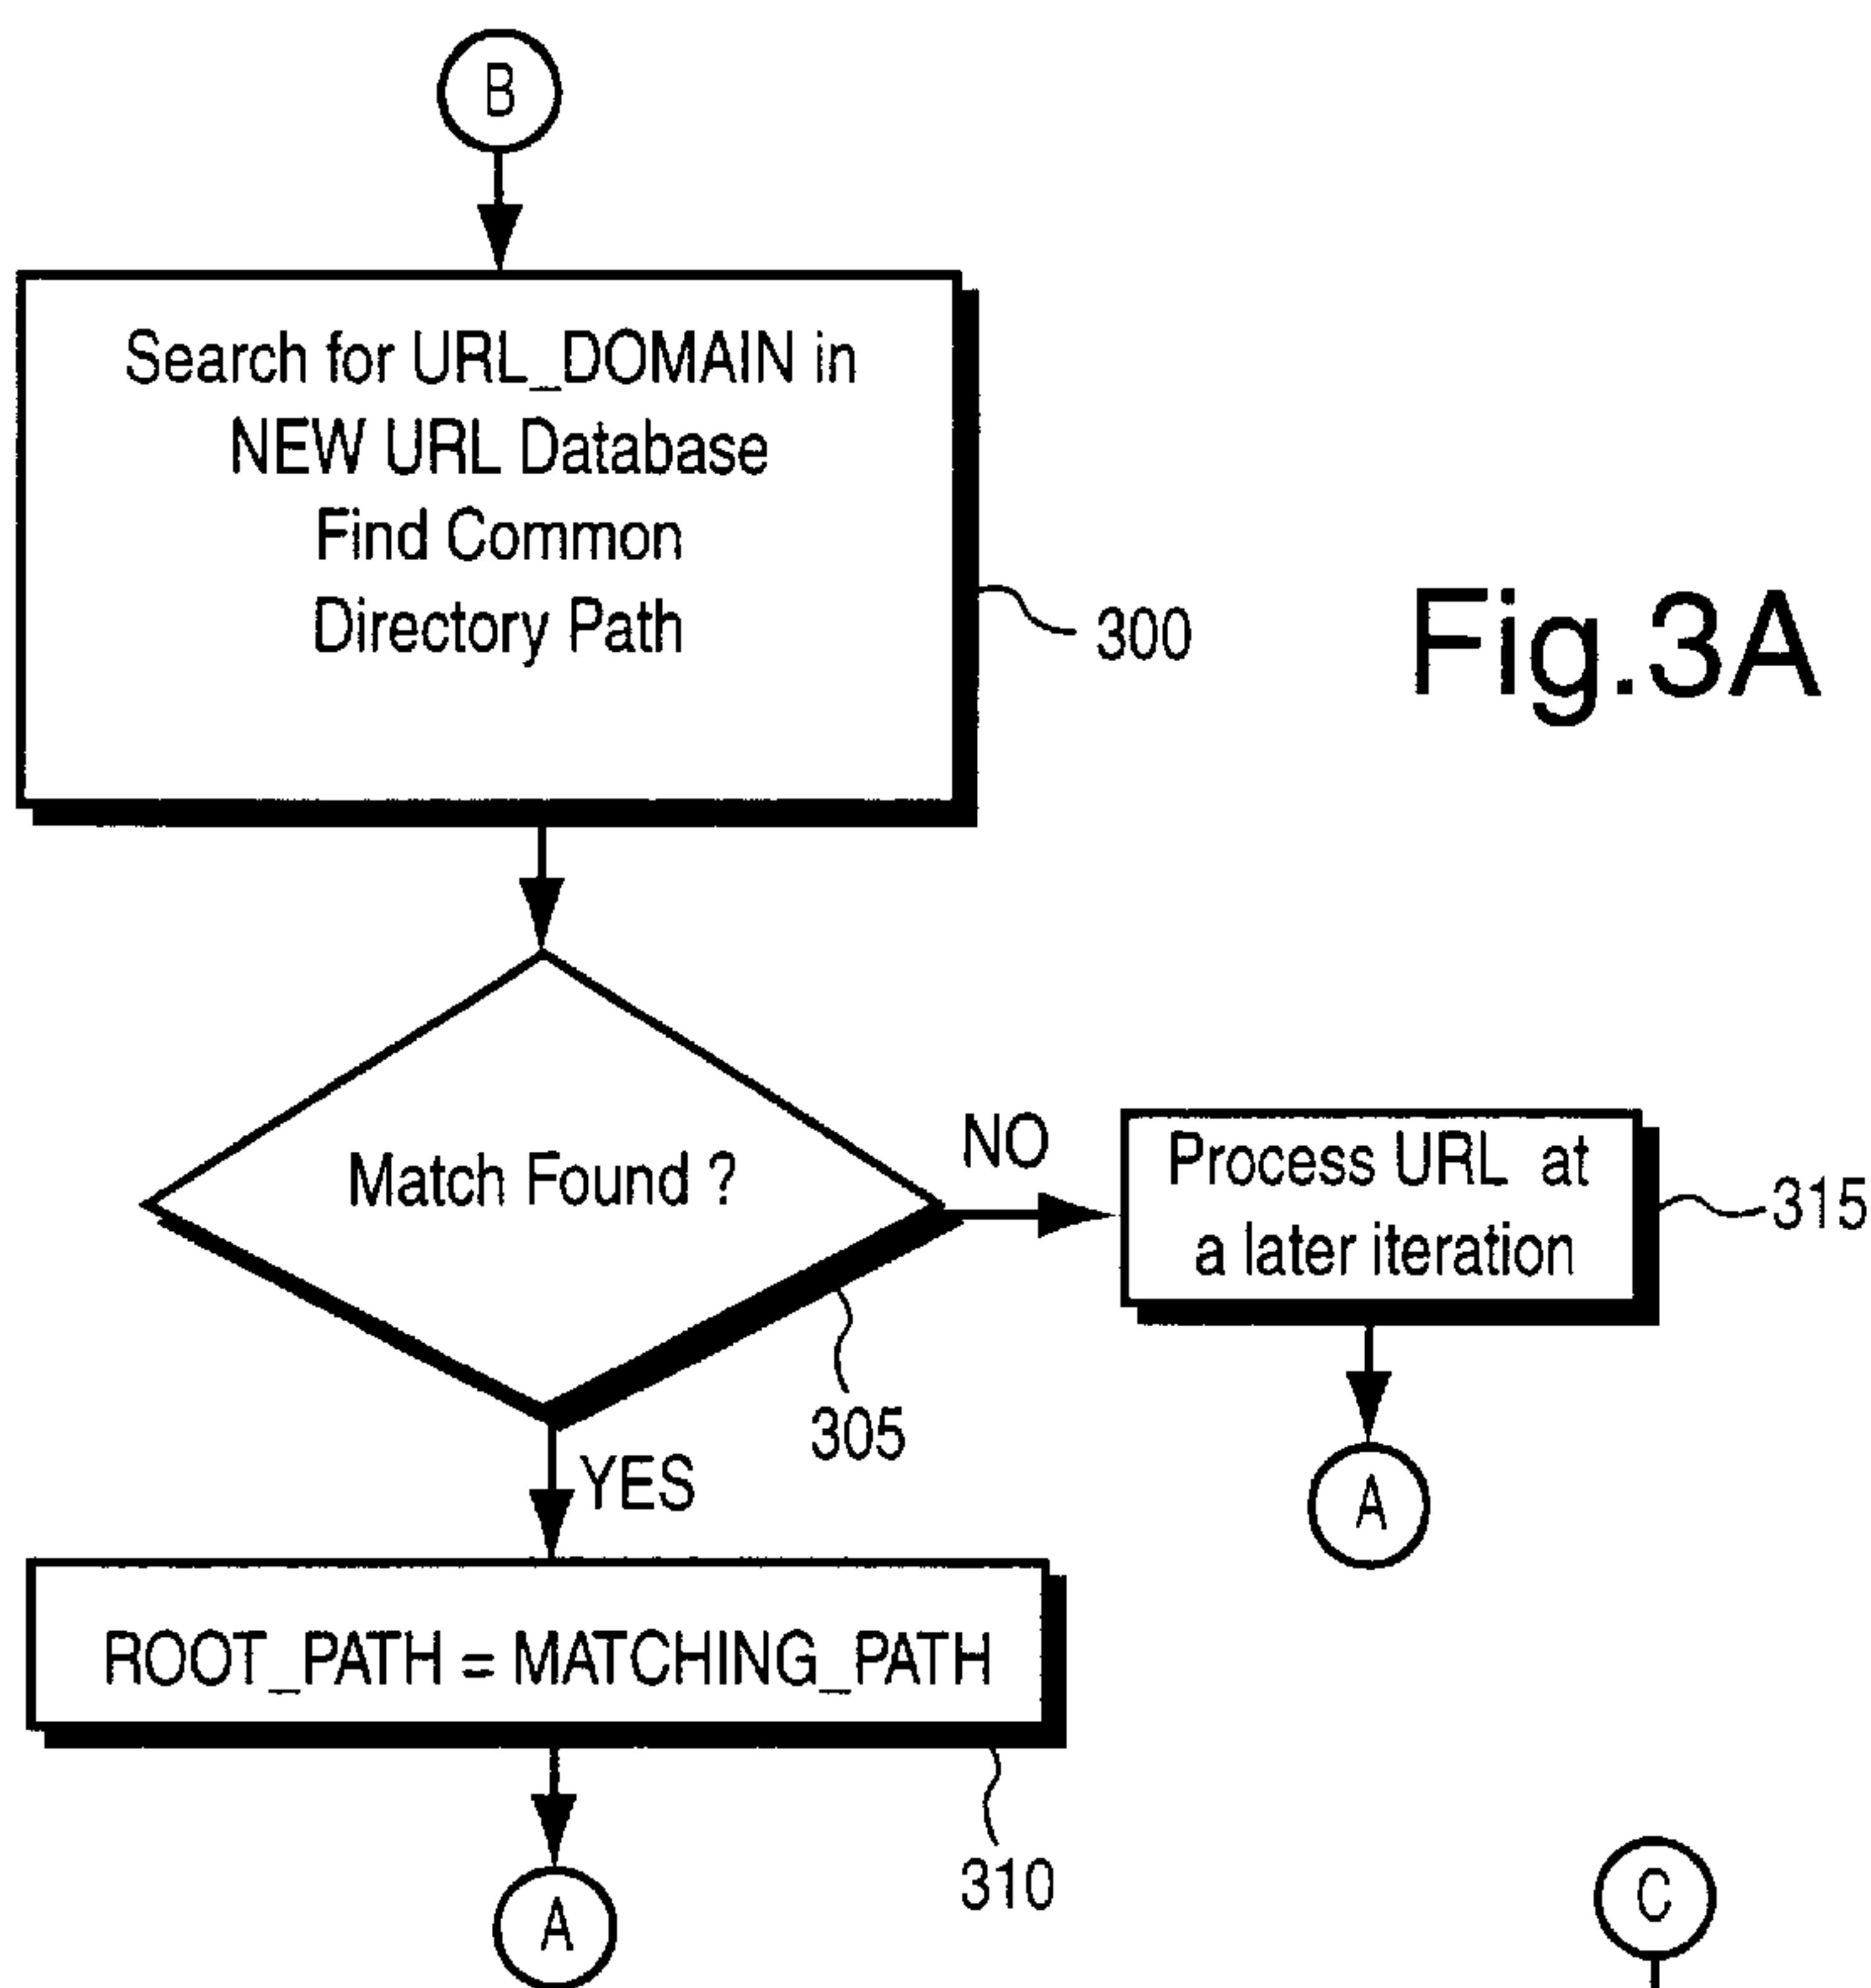 B
Search for URL_DOMAIN in
NEW URL Database
Find Common
Directory Path
300
Fig.3A
Match Found ?
NO
Process URL at
a later iteration
315
305
YES
A
ROOT_PATH = MATCHING_PATH
310
A
C